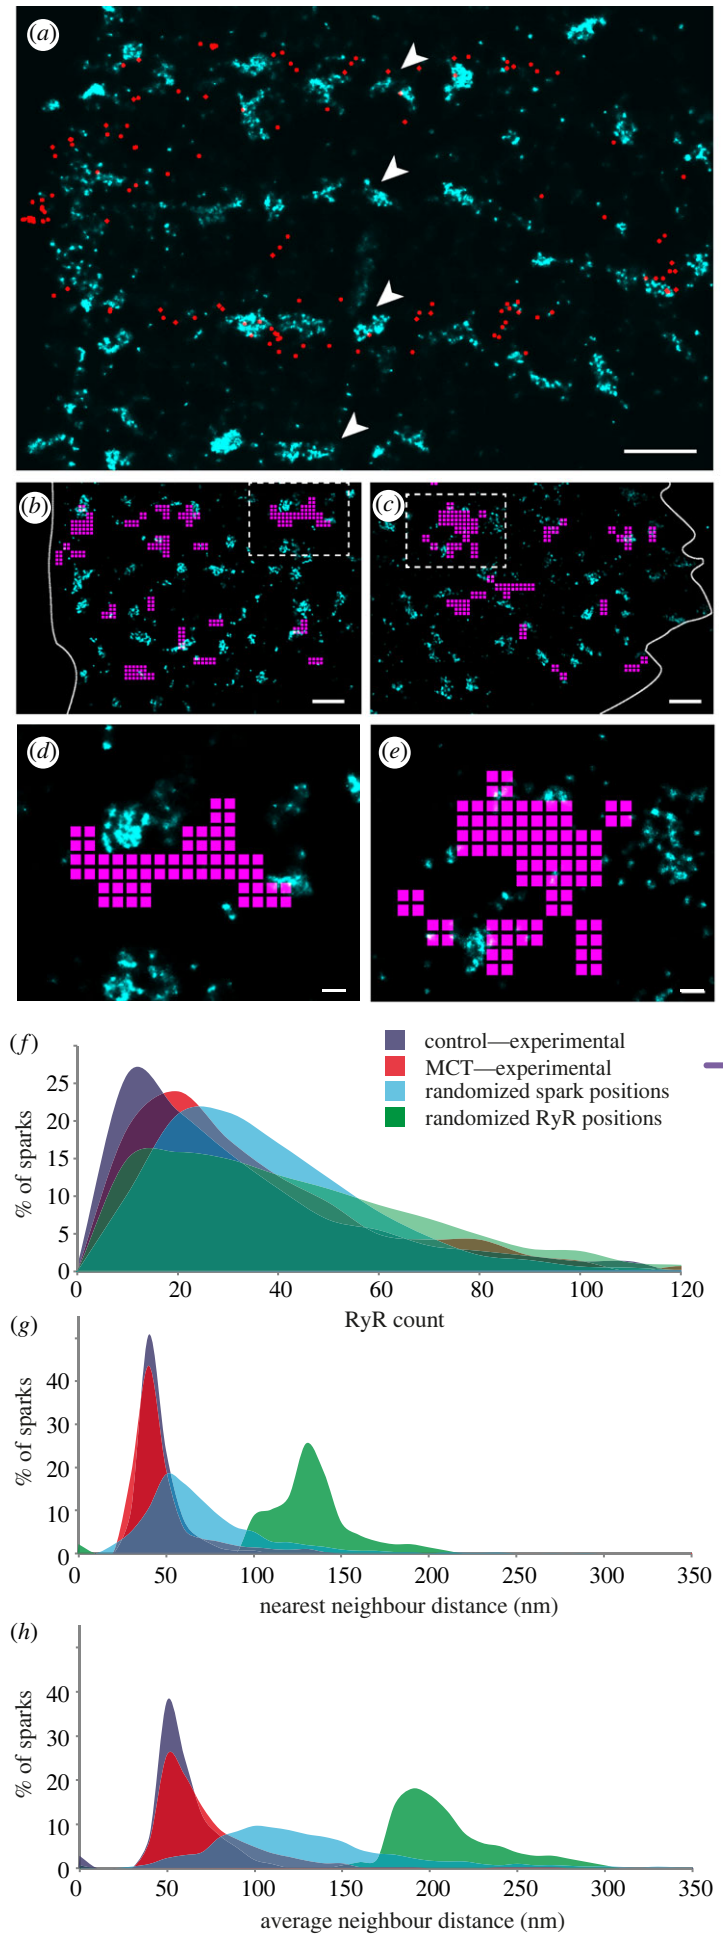 (a)
(b)
(c)
(d)
(e)
(f)
control—experimental
MCT—experimental
randomized spark positions
randomized RyR positions
% of sparks
25
20
15
10
5
0
0 20 40 60 80 100 120
RyR count
(g)
% of sparks
40
30
20
10
0
0 50 100 150 200 250 300 350
nearest neighbour distance (nm)
(h)
% of sparks
40
30
20
10
0
0 50 100 150 200 250 300 350
average neighbour distance (nm)